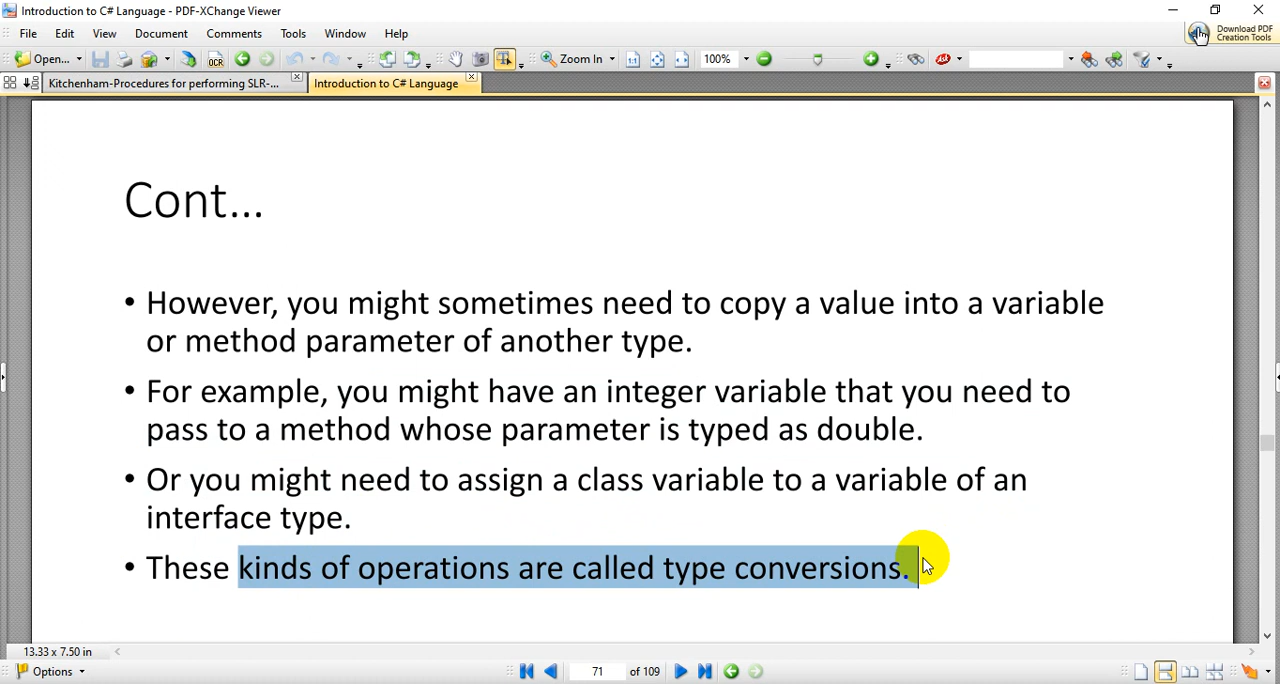 Introduction to C# Language - PDF-XChange Viewer
File Edit View Document Comments Tools Window Help
Download PDF
Creation Tools
Open... OCR Zoom In 100%
Kitchenham-Procedures for performing SLR-... Introduction to C# Language
Cont...
• However, you might sometimes need to copy a value into a variable
or method parameter of another type.
• For example, you might have an integer variable that you need to
pass to a method whose parameter is typed as double.
• Or you might need to assign a class variable to a variable of an
interface type.
• These kinds of operations are called type conversions.
13.33 x 7.50 in
Options 71 of 109